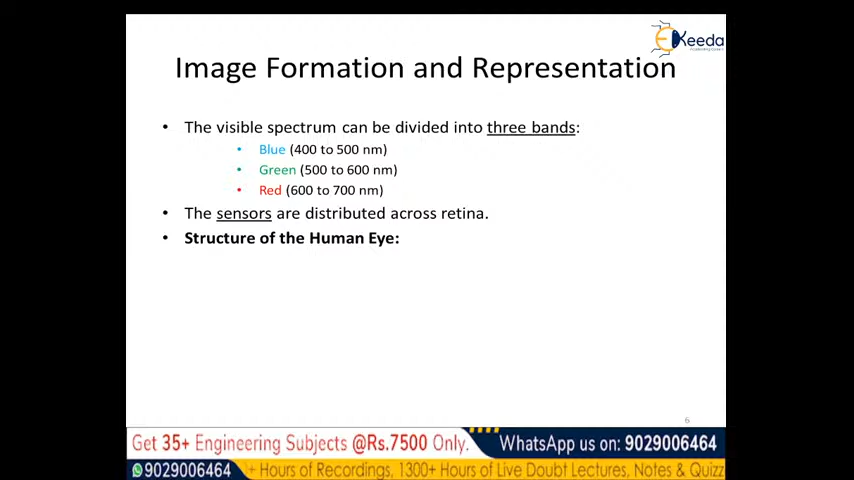 Keeda
Image Formation and Representation
• The visible spectrum can be divided into three bands:
• Blue (400 to 500 nm)
• Green (500 to 600 nm)
• Red (600 to 700 nm)
• The sensors are distributed across retina.
• Structure of the Human Eye:
6
Get 35+ Engineering Subjects @Rs.7500 Only.
WhatsApp us on: 9029006464
9029006464
+ Hours of Recordings, 1300+ Hours of Live Doubt Lectures, Notes & Quizz